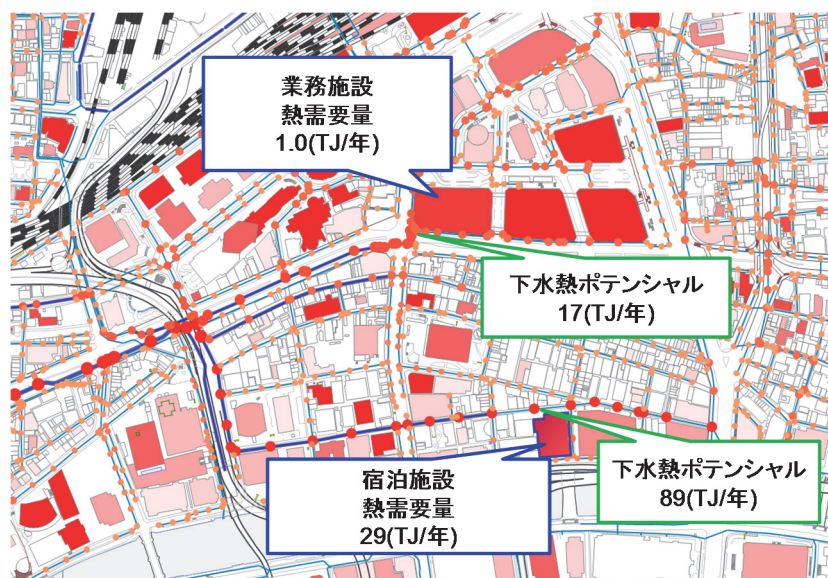 業務施設
熱需要量
1.0(TJ/年)
下水熱ポテンシャル
17(TJ/年)
宿泊施設
熱需要量
29(TJ/年)
下水熱ポテンシャル
89(TJ/年)